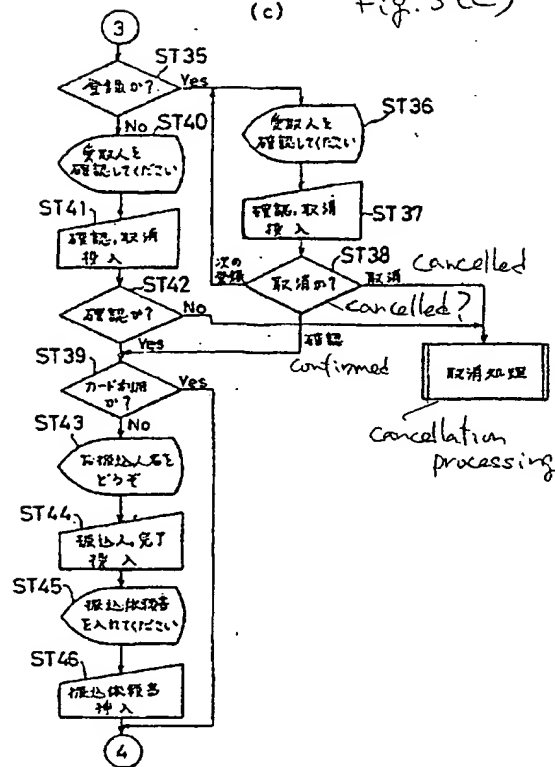 (c)
Fig. 3 (c)
3
ST35
登録か?
Yes
No
ST40
受取人を
確認してください
ST41
確認,取消
投入
ST42
確認か?
No
Yes
ST36
受取人を
確認してください
ST37
確認,取消
投入
ST38
取消か?
次の
登録
取消
cancelled
cancelled?
確認
confirmed
取消処理
cancellation
processing
ST39
カード利用
か?
Yes
No
ST43
お振込人名を
どうぞ
ST44
振込人,完了
投入
ST45
振込依頼書
を入れてください
ST46
振込依頼書
挿入
4